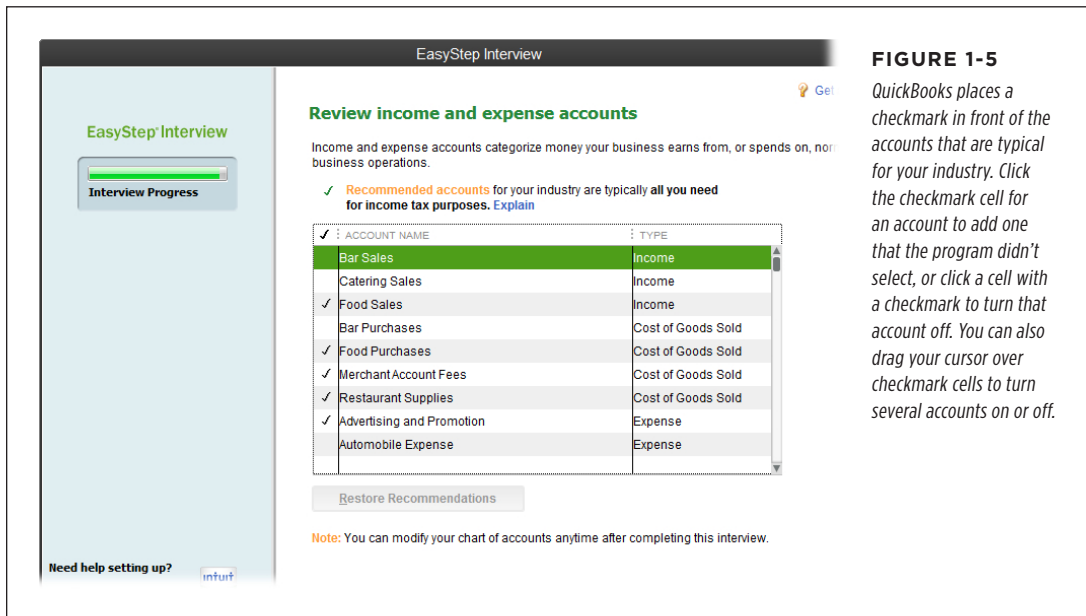 EasyStep Interview
Get
EasyStep Interview
Interview Progress
Review income and expense accounts
Income and expense accounts categorize money your business earns from, or spends on,
business operations.
✓ Recommended accounts for your industry are typically all you need
for income tax purposes. Explain
✓ ACCOUNT NAME TYPE
Bar Sales Income
Catering Sales Income
✓ Food Sales Income
Bar Purchases Cost of Goods Sold
✓ Food Purchases Cost of Goods Sold
✓ Merchant Account Fees Cost of Goods Sold
✓ Restaurant Supplies Cost of Goods Sold
✓ Advertising and Promotion Expense
Automobile Expense Expense
Restore Recommendations
Note: You can modify your chart of accounts anytime after completing this interview.
Need help setting up?
intuit
FIGURE 1-5
QuickBooks places a
checkmark in front of the
accounts that are typical
for your industry. Click
the checkmark cell for
an account to add one
that the program didn’t
select, or click a cell with
a checkmark to turn that
account off. You can also
drag your cursor over
checkmark cells to turn
several accounts on or off.